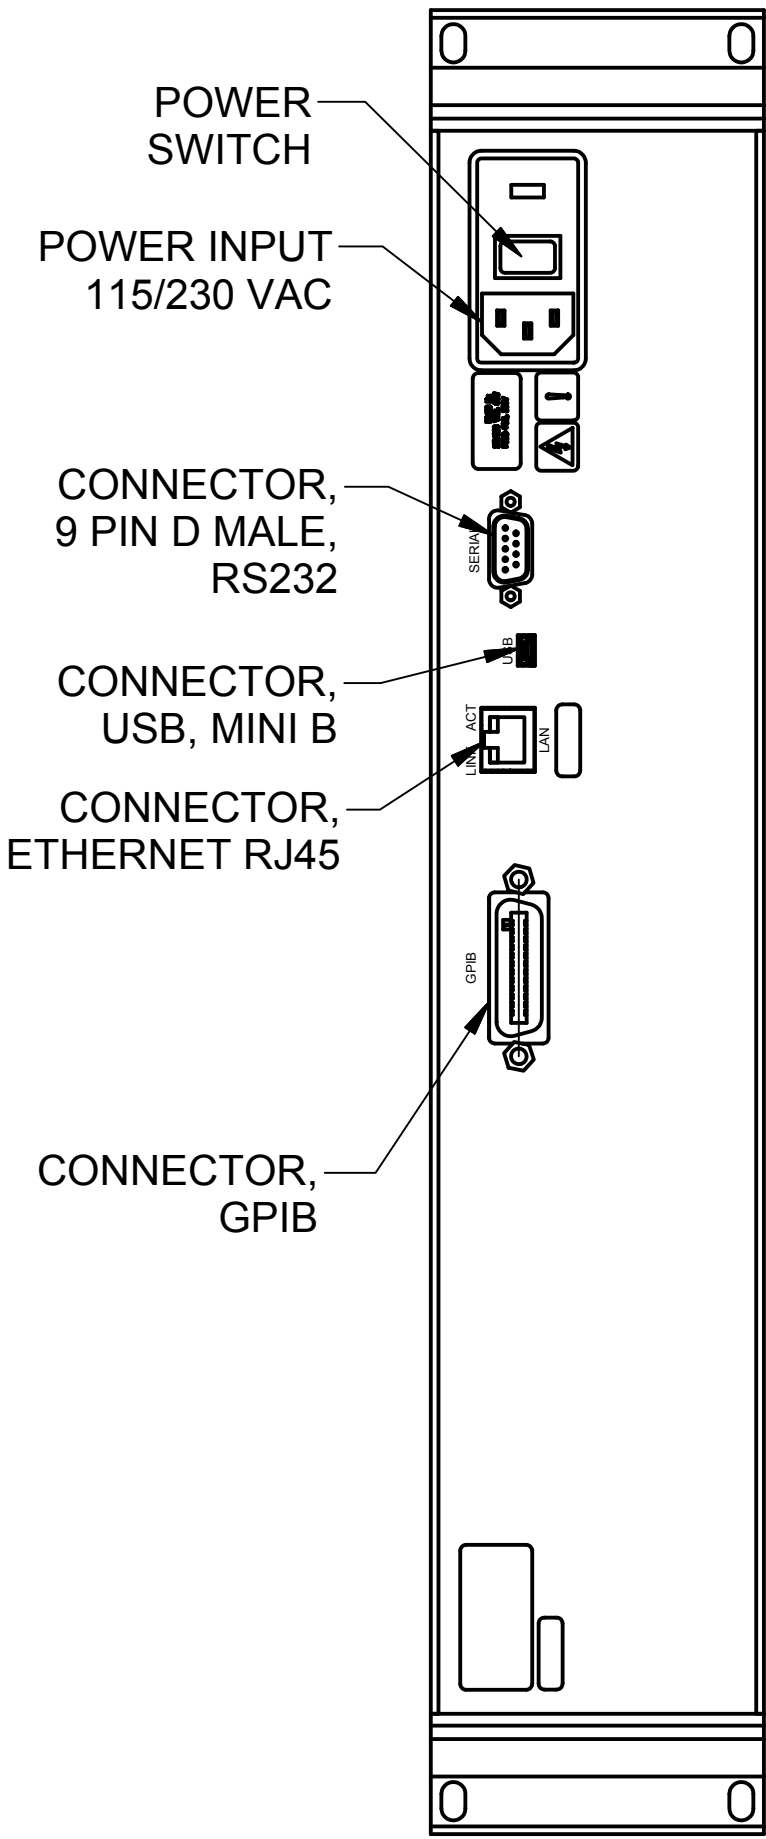 POWER
SWITCH
POWER INPUT
115/230 VAC
CONNECTOR,
9 PIN D MALE,
RS232
SERIAL
CONNECTOR,
USB, MINI B
USB
CONNECTOR,
ETHERNET RJ45
LINK
ACT
LAN
GPIB
CONNECTOR,
GPIB